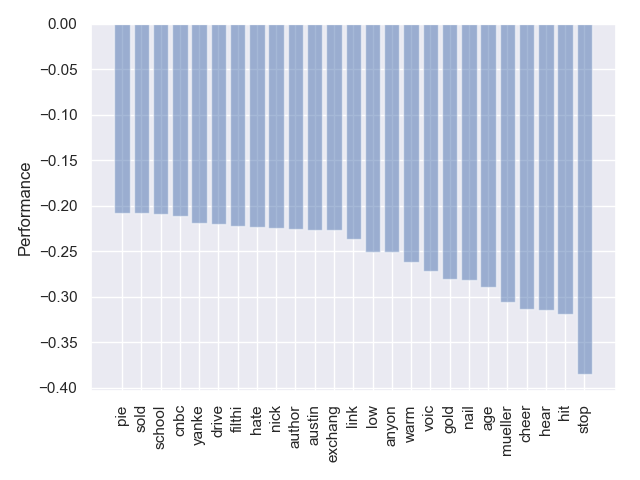 0.00
−0.05
−0.10
−0.15
−0.20
−0.25
−0.30
−0.35
−0.40
Performance
pie
sold
school
cnbc
yanke
drive
filthi
hate
nick
author
austin
exchang
link
low
anyon
warm
voic
gold
nail
age
mueller
cheer
hear
hit
stop